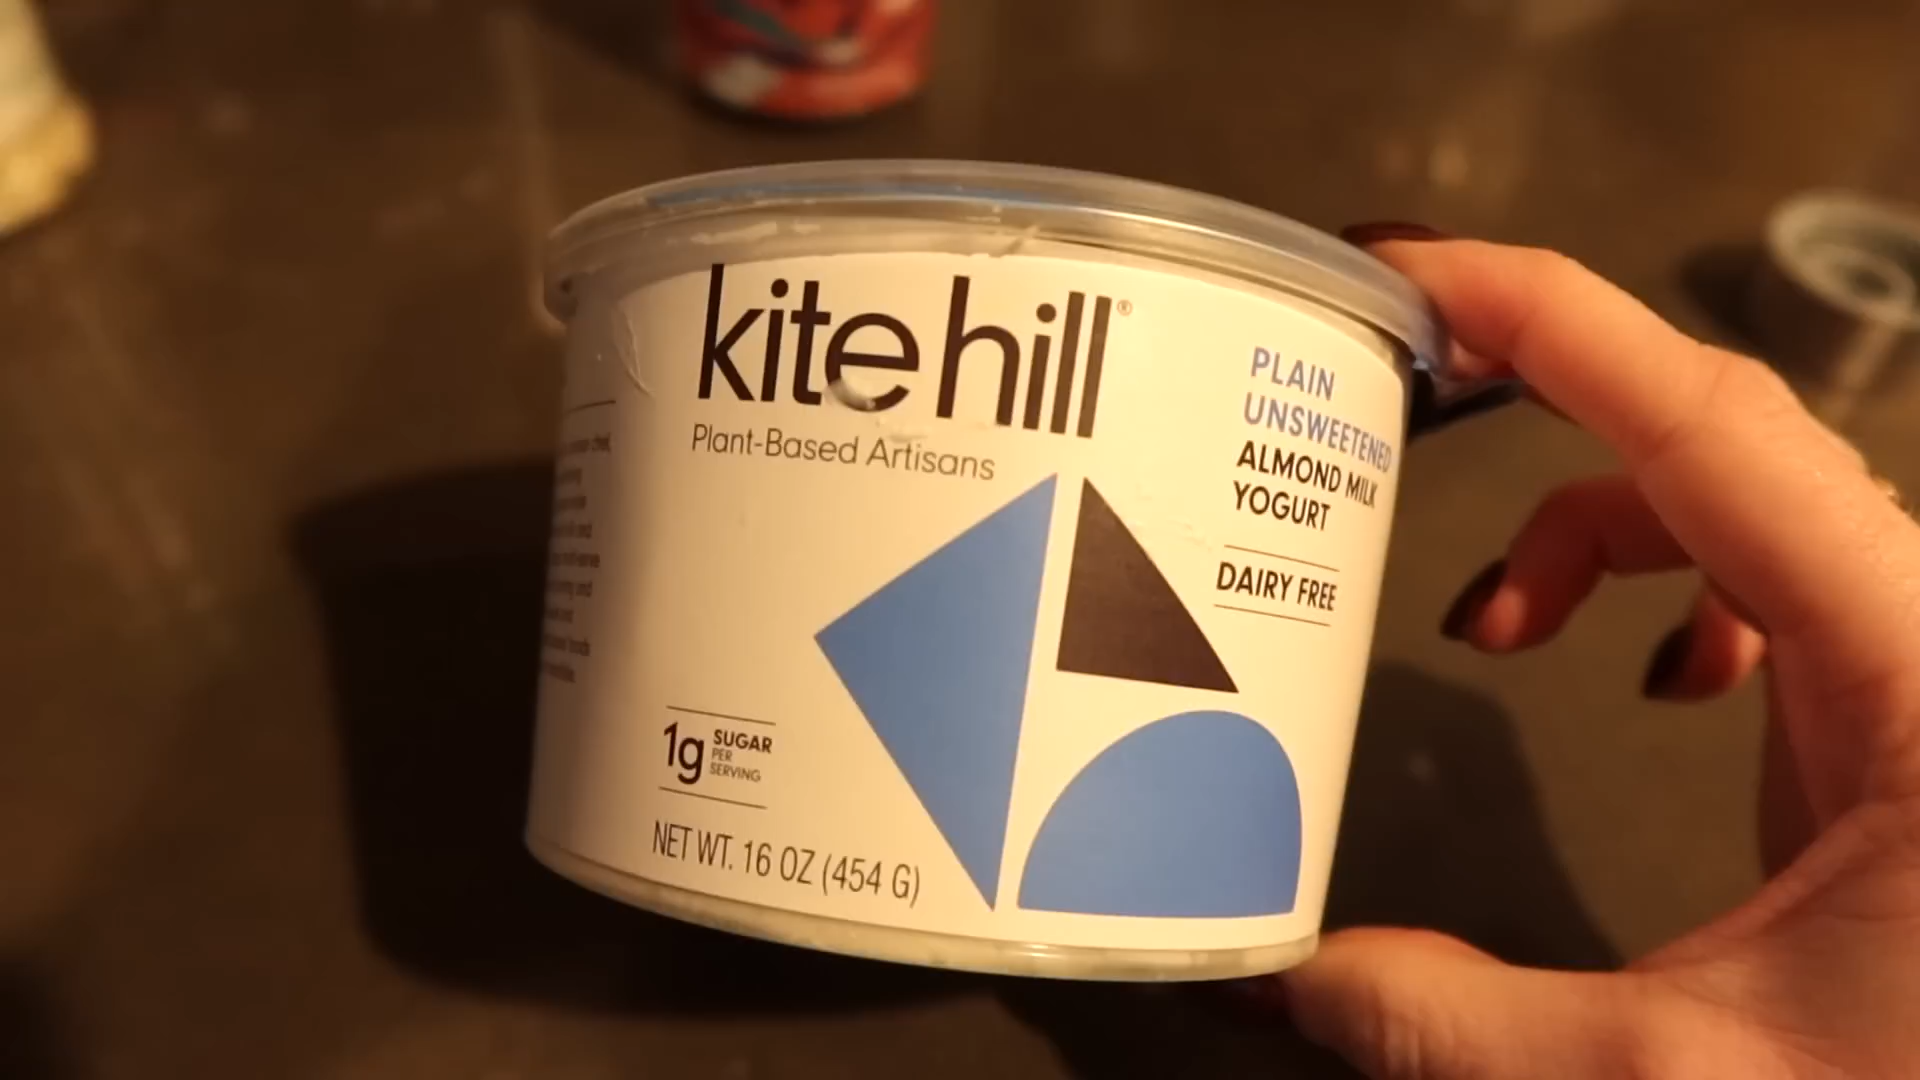 kite hill®
Plant-Based Artisans
PLAIN
UNSWEETENED
ALMOND MILK
YOGURT
DAIRY FREE
1g SUGAR
PER
SERVING
NET WT. 16 OZ (454 G)